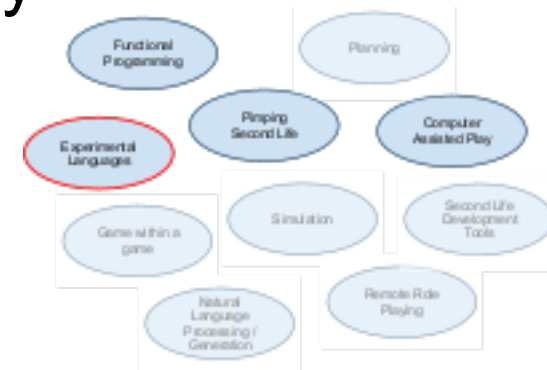 y
Functional
Programming
Planning
Pimping
Second Life
Computer
Assisted Play
Experimental
Languages
Simulation
Second Life
Development
Tools
Game within a
game
Natural
Language
Processing /
Generation
Remote Role
Playing